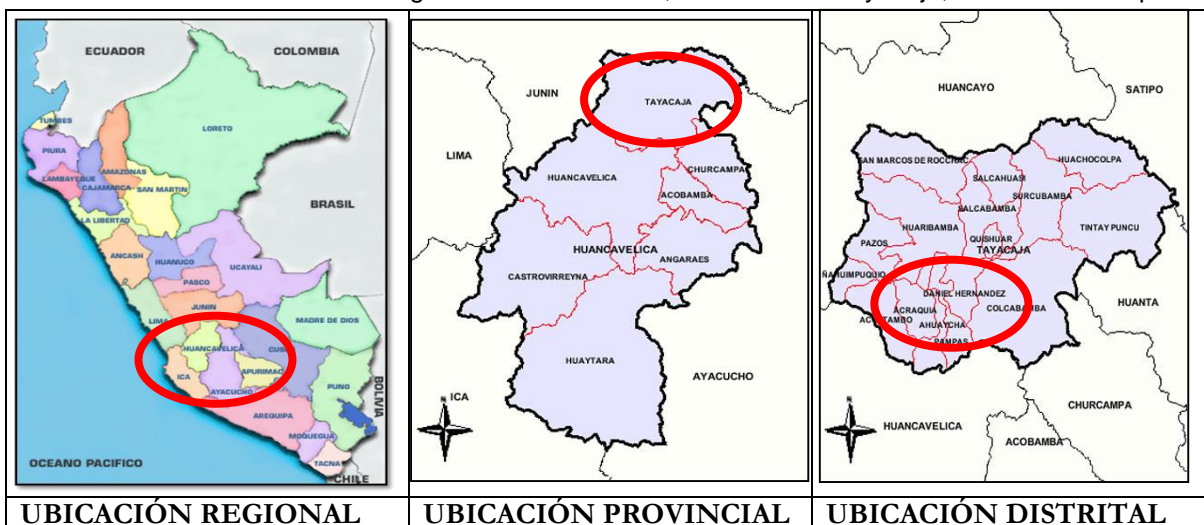 ECUADOR
COLOMBIA
TUMBES
LORETO
PIURA
AMAZONAS
LAMBAYEQUE
CAJAMARCA
SAN MARTIN
BRASIL
LA LIBERTAD
ANCASH
HUANUCO
UCAYALI
PASCO
JUNIN
LIMA
MADRE DE DIOS
HUANCAVELICA
CUSCO
ICA
APURIMAC
AYACUCHO
PUNO
BOLIVIA
AREQUIPA
MOQUEGUA
OCEANO PACIFICO
TACNA
CHILE
UBICACIÓN REGIONAL
JUNIN
TAYACAJA
LIMA
CHURCAMPA
HUANCAVELICA
ACOBAMBA
HUANCAVELICA
ANGARAES
CASTROVIRREYNA
HUAYTARA
AYACUCHO
ICA
UBICACIÓN PROVINCIAL
HUANCAYO
SATIPO
SAN MARCOS DE ROCCHAC
HUACHOCOLPA
SALCAHUASI
SURCUBAMBA
SALCABAMBA
HUARIBAMBA
TINTAY PUNCU
QUISHUAR
PAZOS
TAYACAJA
ÑAHUIMPUQUIO
DANIEL HERNANDEZ
HUANTA
ACRAQUIA
COLCABAMBA
AHUAYCHA
PAMPAS
CHURCAMPA
HUANCAVELICA
ACOBAMBA
UBICACIÓN DISTRITAL